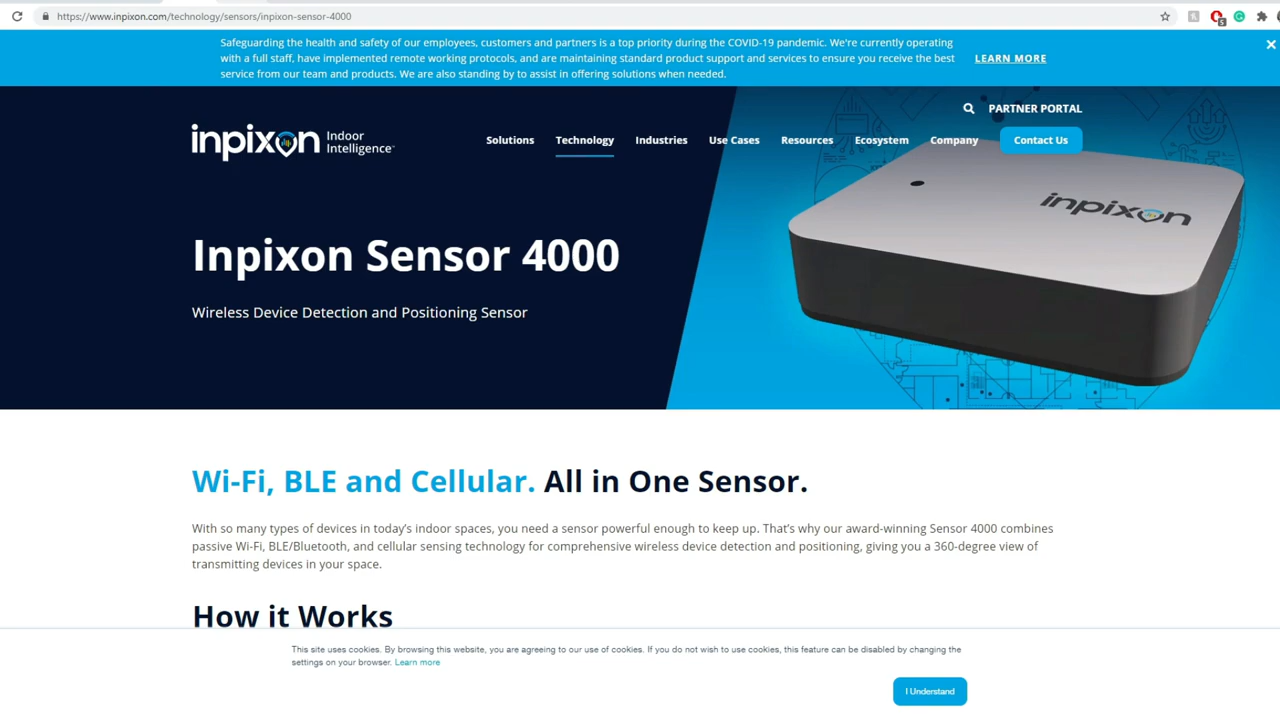 https://www.inpixon.com/technology/sensors/inpixon-sensor-4000
5
Safeguarding the health and safety of our employees, customers and partners is a top priority during the COVID-19 pandemic. We're currently operating
with a full staff, have implemented remote working protocols, and are maintaining standard product support and services to ensure you receive the best
service from our team and products. We are also standing by to assist in offering solutions when needed.
LEARN MORE
PARTNER PORTAL
inpixon Indoor
Intelligence™
Solutions Technology Industries Use Cases Resources Ecosystem Company Contact Us
inpixon
Inpixon Sensor 4000
Wireless Device Detection and Positioning Sensor
Wi-Fi, BLE and Cellular. All in One Sensor.
With so many types of devices in today's indoor spaces, you need a sensor powerful enough to keep up. That's why our award-winning Sensor 4000 combines
passive Wi-Fi, BLE/Bluetooth, and cellular sensing technology for comprehensive wireless device detection and positioning, giving you a 360-degree view of
transmitting devices in your space.
How it Works
This site uses cookies. By browsing this website, you are agreeing to our use of cookies. If you do not wish to use cookies, this feature can be disabled by changing the
settings on your browser. Learn more
I Understand